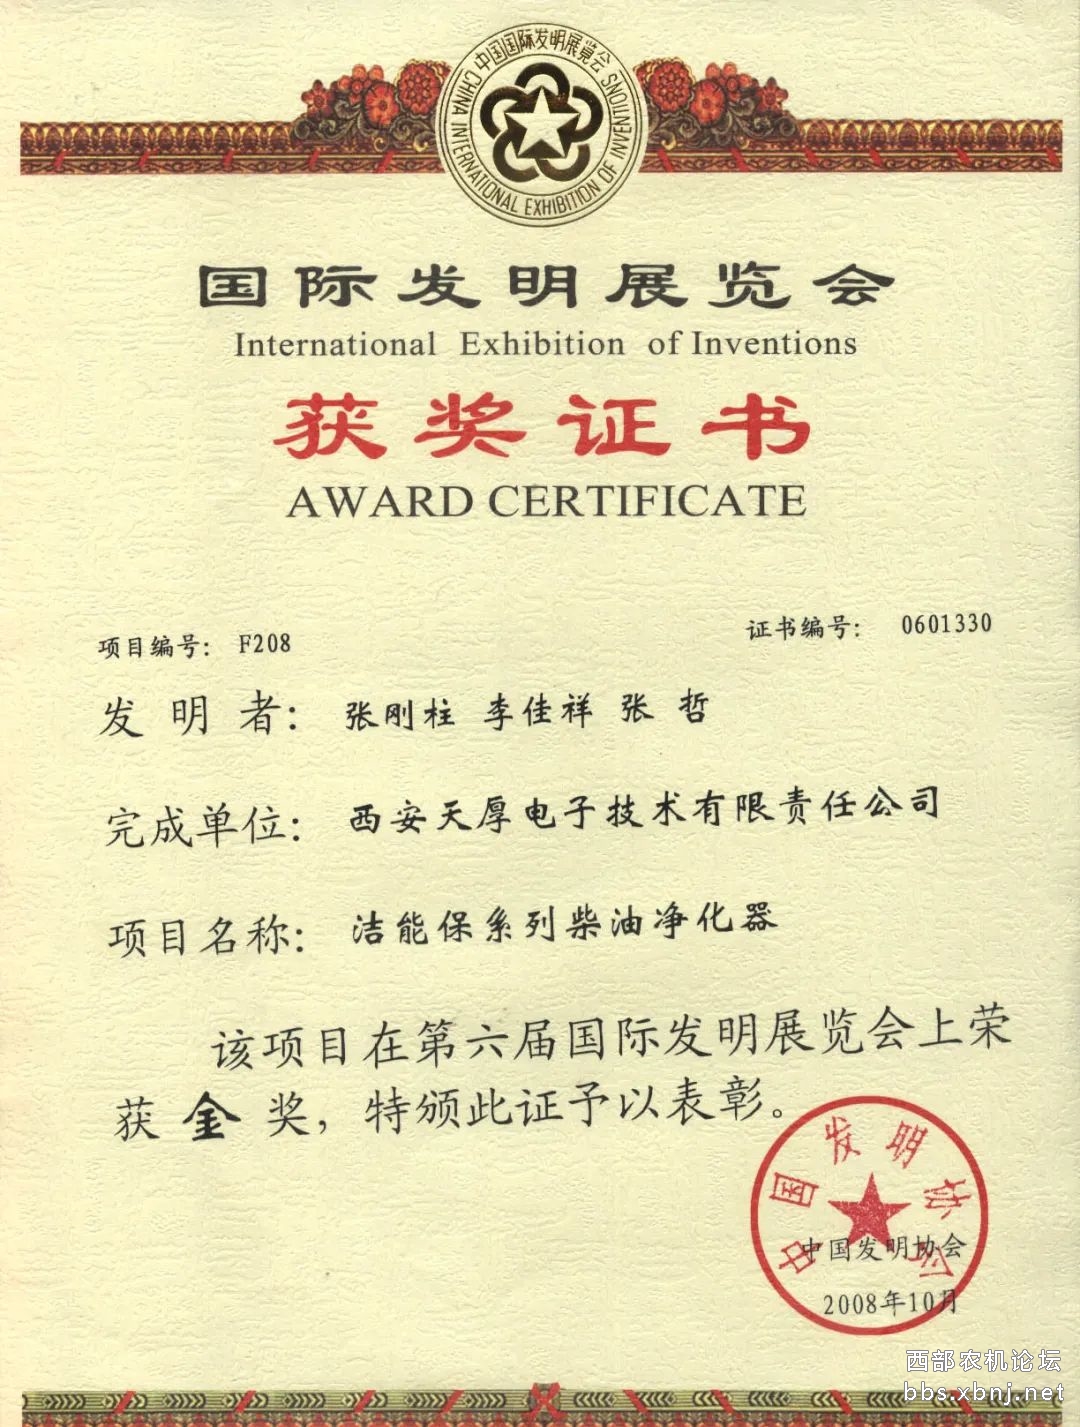 中国国际发明展览会
CHINA INTERNATIONAL EXHIBITION OF INVENTIONS
国际发明展览会
International Exhibition of Inventions
获奖证书
AWARD CERTIFICATE
项目编号: F208
证书编号: 0601330
发明者: 张刚柱 李佳祥 张哲
完成单位: 西安天厚电子技术有限责任公司
项目名称: 洁能保系列柴油净化器
该项目在第六届国际发明展览会上荣
获金奖，特颁此证予以表彰。
中国发明协会
中国发明协会
2008年10月
西部农机论坛
bbs.xbnj.net